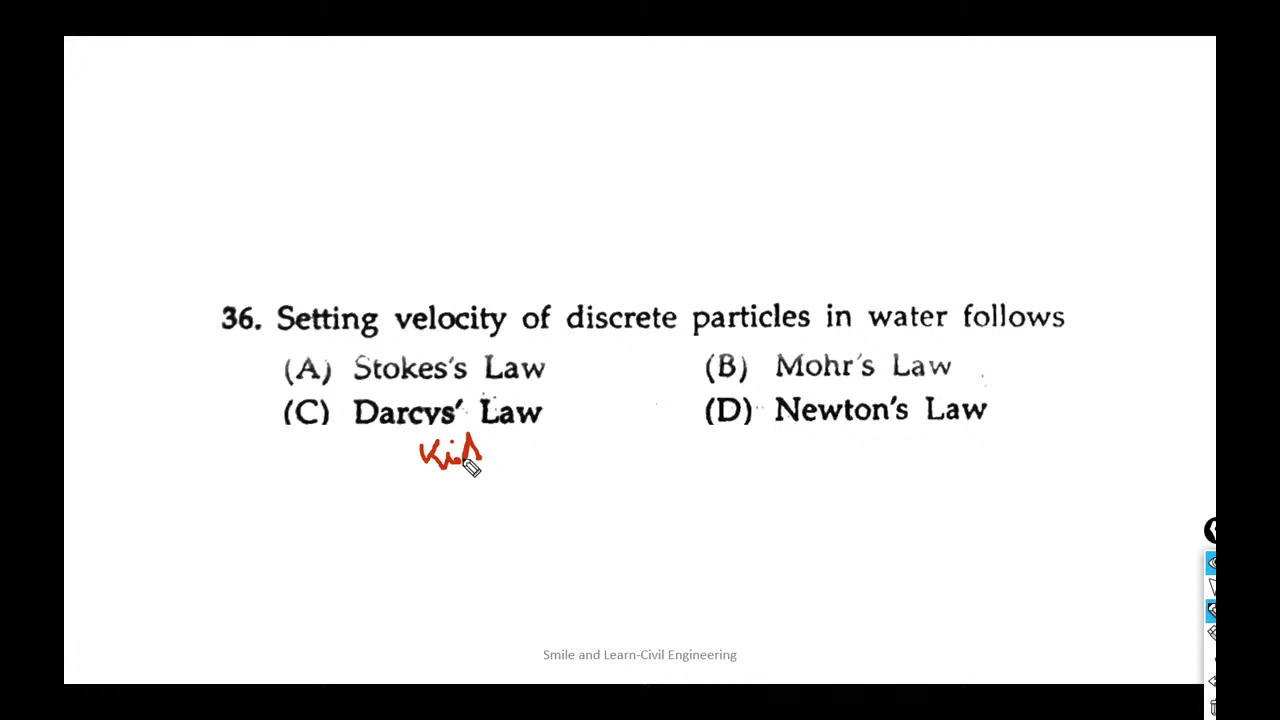 36. Setting velocity of discrete particles in water follows
(A) Stokes's Law (B) Mohr's Law
(C) Darcys' Law (D) Newton's Law
Smile and Learn-Civil Engineering